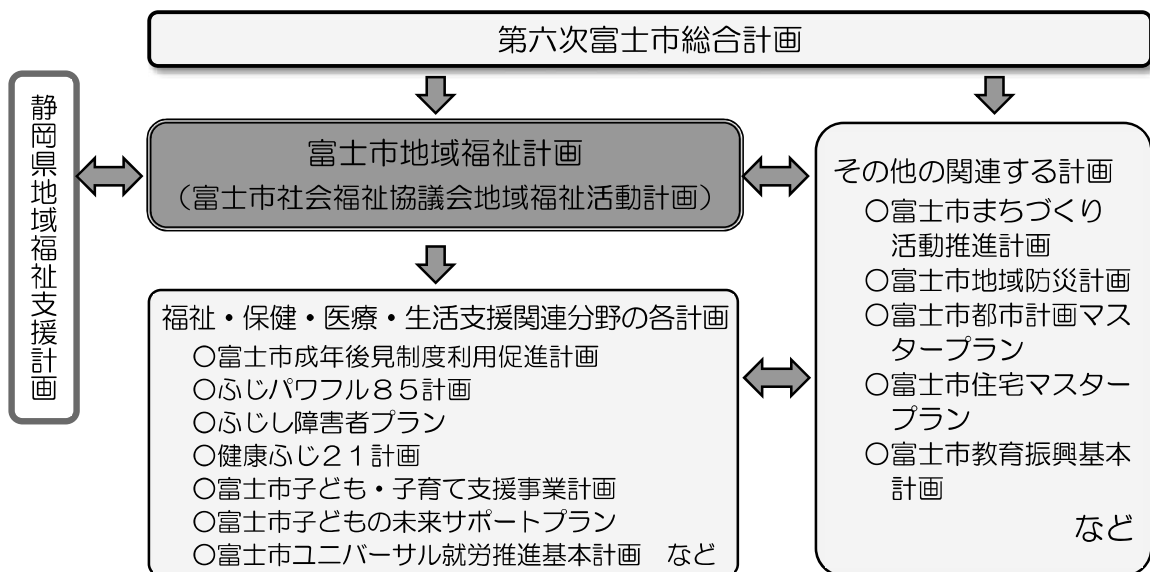 第六次富士市総合計画
静岡県地域福祉支援計画
富士市地域福祉計画
（富士市社会福祉協議会地域福祉活動計画）
福祉・保健・医療・生活支援関連分野の各計画
○富士市成年後見制度利用促進計画
○ふじパワフル８５計画
○ふじし障害者プラン
○健康ふじ２１計画
○富士市子ども・子育て支援事業計画
○富士市子どもの未来サポートプラン
○富士市ユニバーサル就労推進基本計画　など
その他の関連する計画
○富士市まちづくり
活動推進計画
○富士市地域防災計画
○富士市都市計画マス
タープラン
○富士市住宅マスター
プラン
○富士市教育振興基本
計画
など